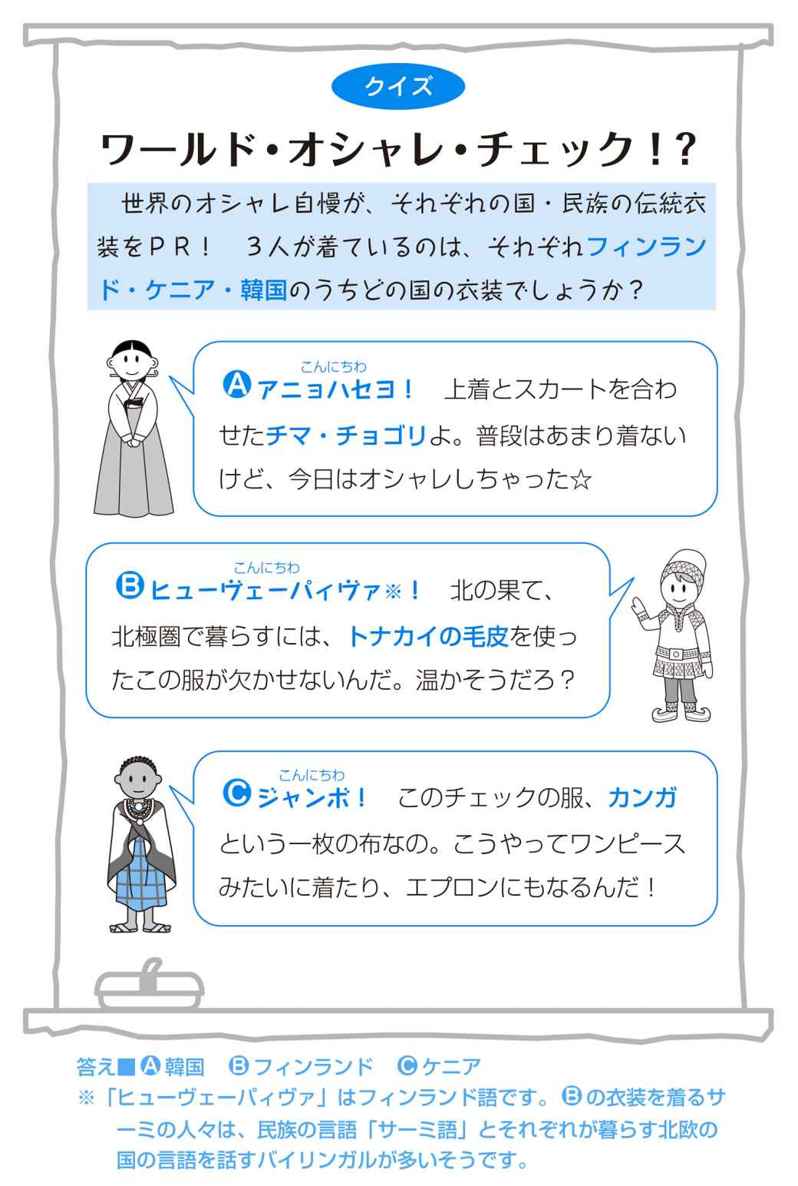 クイズ
ワールド・オシャレ・チェック!?
世界のオシャレ自慢が、それぞれの国・民族の伝統衣
装をPR! 3人が着ているのは、それぞれフィンラン
ド・ケニア・韓国のうちどの国の衣装でしょうか?
こんにちわ
A アニョハセヨ! 上着とスカートを合わ
せたチマ・チョゴリよ。普段はあまり着ない
けど、今日はオシャレしちゃった☆
こんにちわ
B ヒューヴェーパィヴァ※! 北の果て、
北極圏で暮らすには、トナカイの毛皮を使っ
たこの服が欠かせないんだ。温かそうだろ?
こんにちわ
C ジャンボ! このチェックの服、カンガ
という一枚の布なの。こうやってワンピース
みたいに着たり、エプロンにもなるんだ!
答え■A韓国 Bフィンランド Cケニア
※「ヒューヴェーパィヴァ」はフィンランド語です。Bの衣装を着るサ
ーミの人々は、民族の言語「サーミ語」とそれぞれが暮らす北欧の
国の言語を話すバイリンガルが多いそうです。